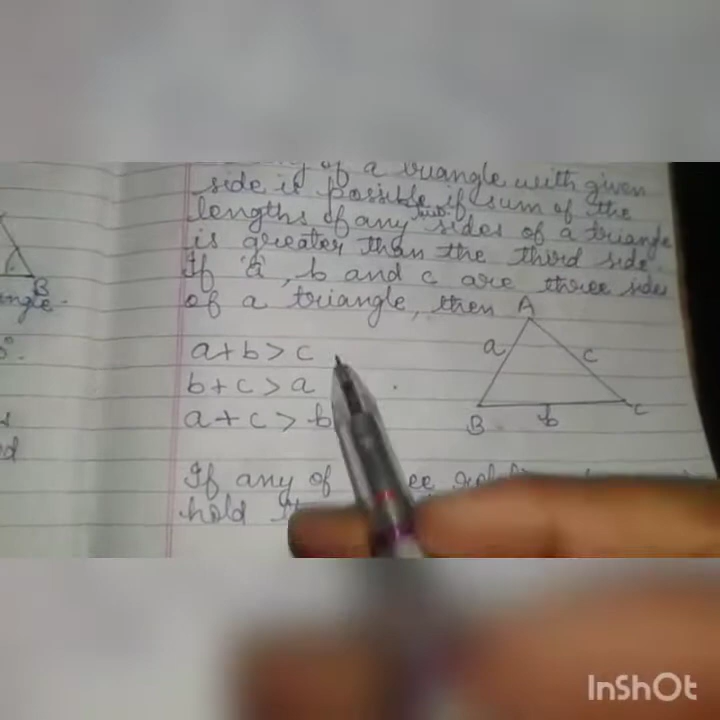 of a triangle with given
side is possible if sum of the
lengths of any two sides of a triangle
is greater than the third side.
If a, b and c are three sides
of a triangle, then
a+b>c
b+c>a
a+c>b
A
a
c
B
b
C
If any of
hold
B
angle.
InShOt